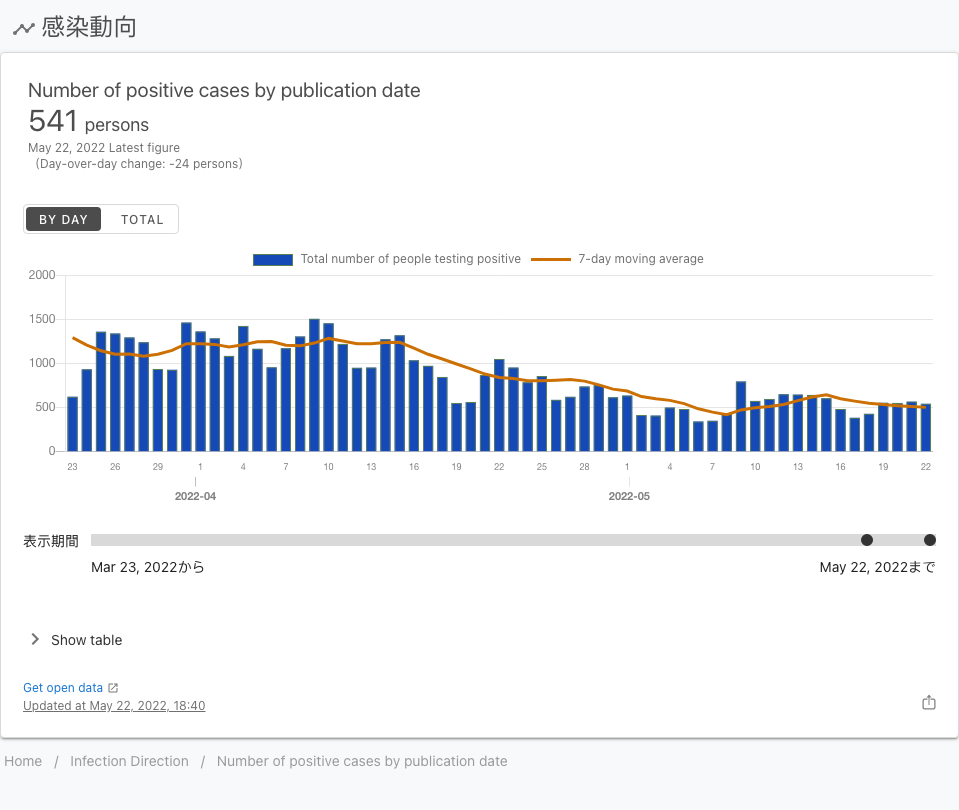 感染動向
Number of positive cases by publication date
541 persons
May 22, 2022 Latest figure
(Day-over-day change: -24 persons)
BY DAY TOTAL
Total number of people testing positive 7-day moving average
2000
1500
1000
500
0
23 26 29 1 4 7 10 13 16 19 22 25 28 1 4 7 10 13 16 19 22
2022-04 2022-05
表示期間
Mar 23, 2022から May 22, 2022まで
Show table
Get open data
Updated at May 22, 2022, 18:40
Home / Infection Direction / Number of positive cases by publication date